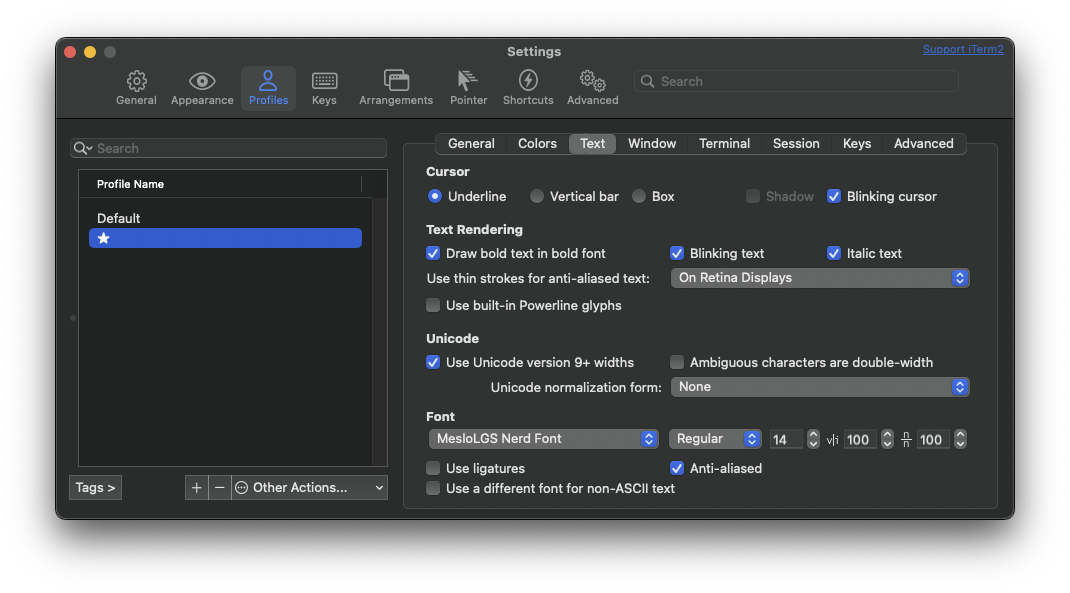 Settings
Support iTerm2
General
Appearance
Profiles
Keys
Arrangements
Pointer
Shortcuts
Advanced
Search
Search
Profile Name
Default
Tags >
Other Actions...
General Colors Text Window Terminal Session Keys Advanced
Cursor
Underline Vertical bar Box Shadow Blinking cursor
Text Rendering
Draw bold text in bold font Blinking text Italic text
Use thin strokes for anti-aliased text: On Retina Displays
Use built-in Powerline glyphs
Unicode
Use Unicode version 9+ widths Ambiguous characters are double-width
Unicode normalization form: None
Font
MesloLGS Nerd Font Regular 14 v|i 100 n/n 100
Use ligatures Anti-aliased
Use a different font for non-ASCII text